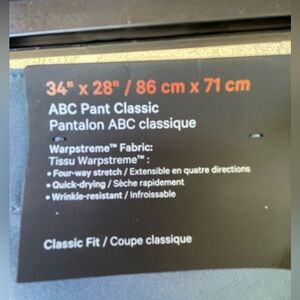 34" x 28" / 86 cm x 71 cm
ABC Pant Classic
Pantalon ABC classique
Warpstreme™ Fabric:
Tissu Warpstreme™ :
• Four-way stretch / Extensible en quatre directions
• Quick-drying / Sèche rapidement
• Wrinkle-resistant / Infroissable
Classic Fit / Coupe classique